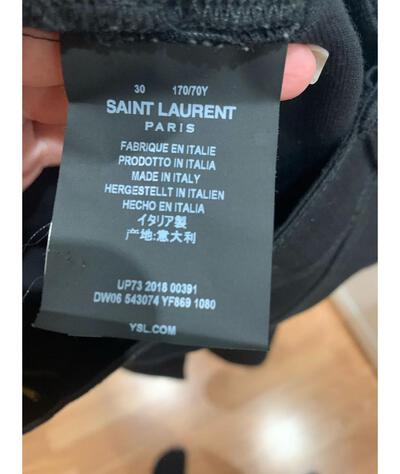 30 170/70Y
SAINT LAURENT
PARIS
FABRIQUE EN ITALIE
PRODOTTO IN ITALIA
MADE IN ITALY
HERGESTELLT IN ITALIEN
HECHO EN ITALIA
イタリア製
产地:意大利
UP73 2018 00391
DW06 543074 YF869 1080
YSL.COM